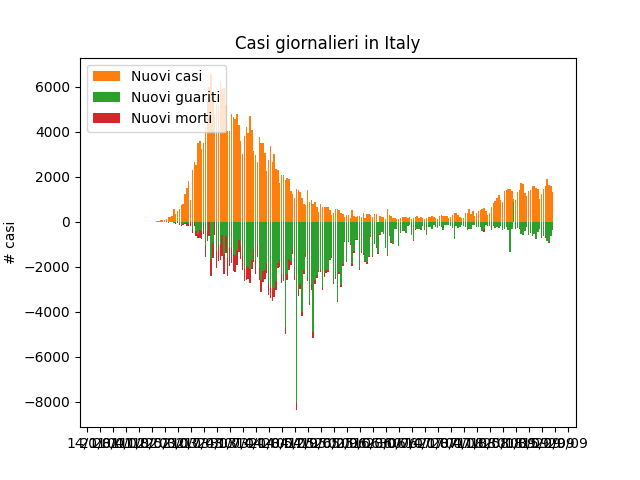 Casi giornalieri in Italy
Nuovi casi
Nuovi guariti
Nuovi morti
# casi
6000
4000
2000
0
−2000
−4000
−6000
−8000